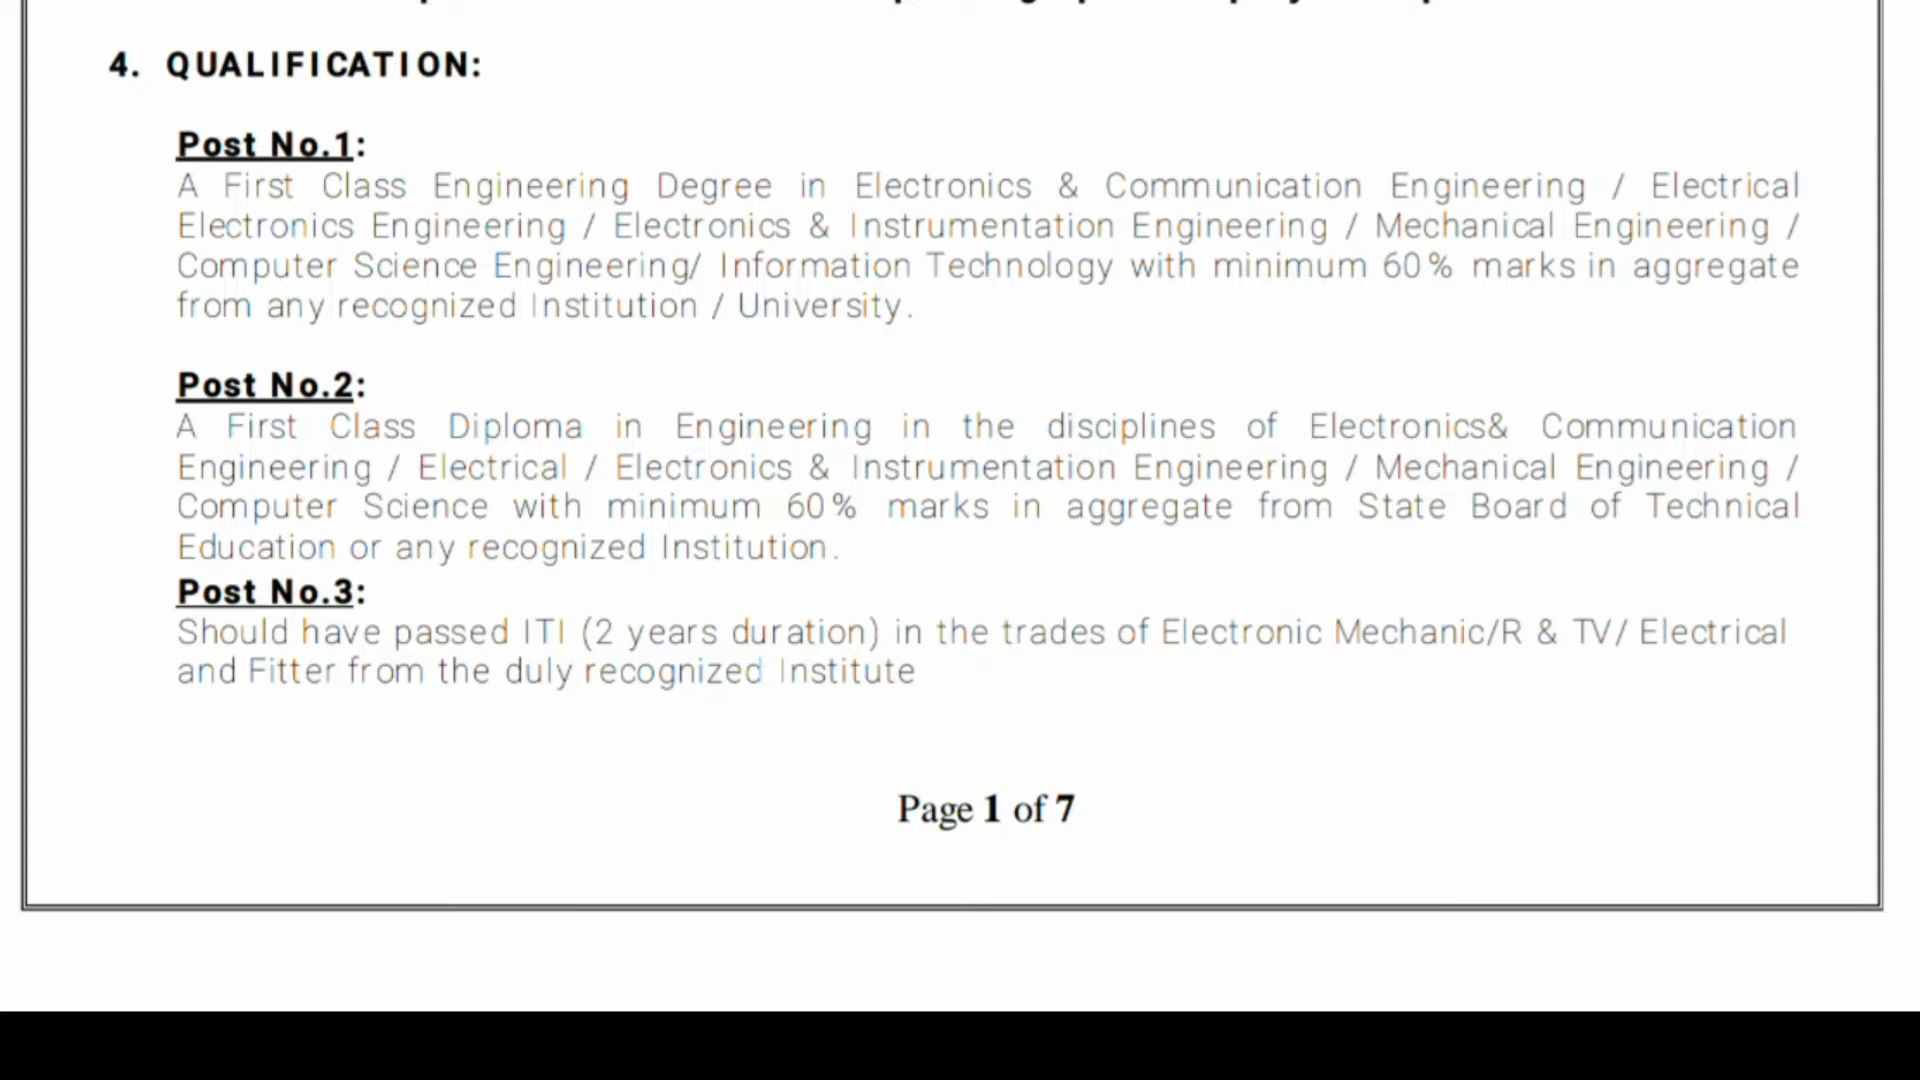 4. QUALIFICATION:
Post No.1:
A First Class Engineering Degree in Electronics & Communication Engineering / Electrical
Electronics Engineering / Electronics & Instrumentation Engineering / Mechanical Engineering /
Computer Science Engineering/ Information Technology with minimum 60% marks in aggregate
from any recognized Institution / University.
Post No.2:
A First Class Diploma in Engineering in the disciplines of Electronics& Communication
Engineering / Electrical / Electronics & Instrumentation Engineering / Mechanical Engineering /
Computer Science with minimum 60% marks in aggregate from State Board of Technical
Education or any recognized Institution.
Post No.3:
Should have passed ITI (2 years duration) in the trades of Electronic Mechanic/R & TV/ Electrical
and Fitter from the duly recognized Institute
Page 1 of 7